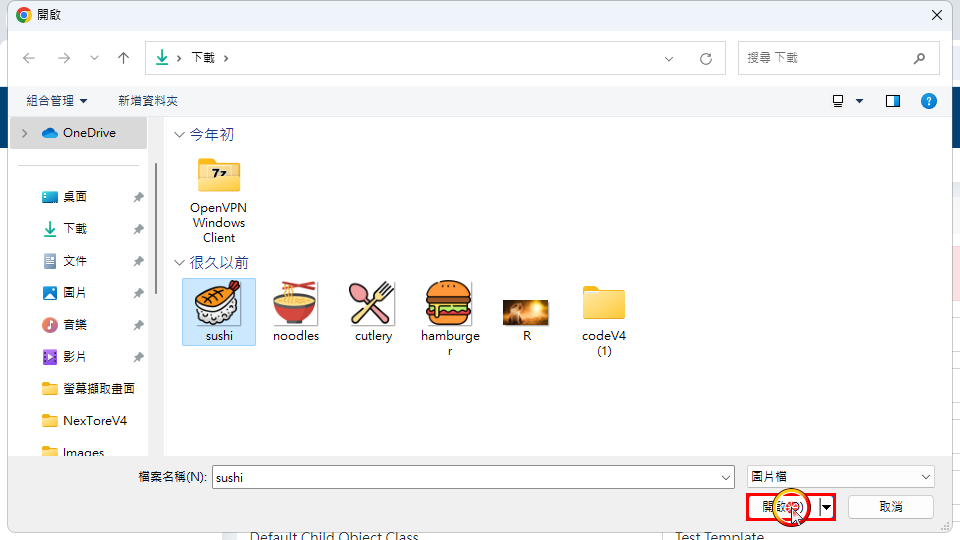 開啟
下載
搜尋 下載
組合管理
新增資料夾
OneDrive
桌面
下載
文件
圖片
音樂
影片
螢幕擷取畫面
NexToreV4
Images
今年初
7z
OpenVPN
Windows
Client
很久以前
sushi
noodles
cutlery
hamburge
r
R
codeV4
(1)
檔案名稱(N):
sushi
圖片檔
開啟(O)
取消
Default Child Object Class
Test Template